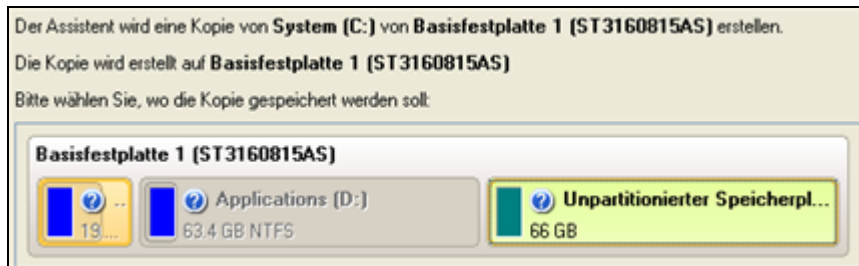 Der Assistent wird eine Kopie von System (C:) von Basisfestplatte 1 (ST3160815AS) erstellen.
Die Kopie wird erstellt auf Basisfestplatte 1 (ST3160815AS)
Bitte wählen Sie, wo die Kopie gespeichert werden soll:
Basisfestplatte 1 (ST3160815AS)
.. Applications (D:) Unpartitionierter Speicherpl...
19,... 63.4 GB NTFS 66 GB